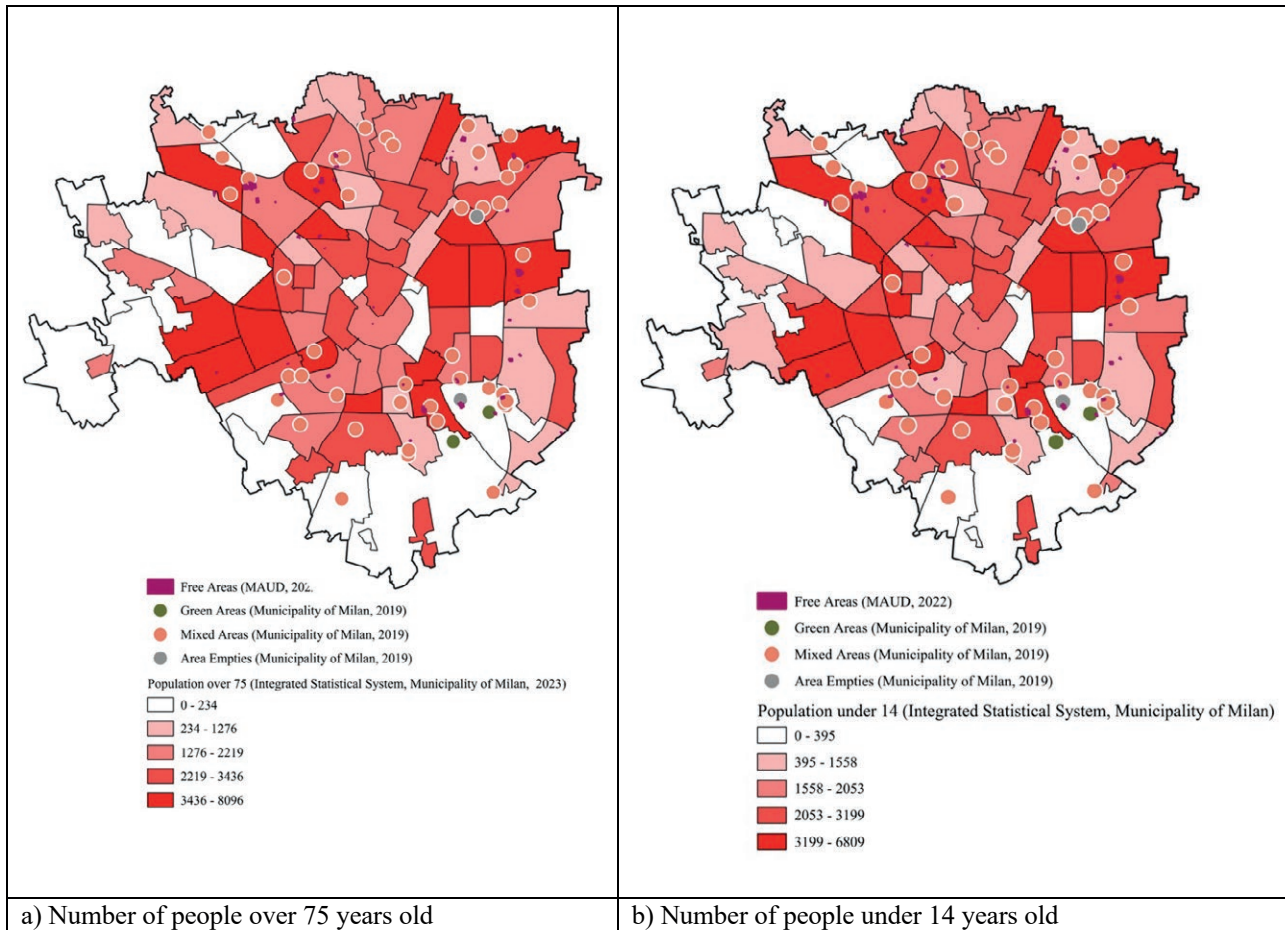 Free Areas (MAUD, 202.
Green Areas (Municipality of Milan, 2019)
Mixed Areas (Municipality of Milan, 2019)
Area Empties (Municipality of Milan, 2019)
Population over 75 (Integrated Statistical System, Municipality of Milan, 2023)
0 - 234
234 - 1276
1276 - 2219
2219 - 3436
3436 - 8096
a) Number of people over 75 years old
Free Areas (MAUD, 2022)
Green Areas (Municipality of Milan, 2019)
Mixed Areas (Municipality of Milan, 2019)
Area Empties (Municipality of Milan, 2019)
Population under 14 (Integrated Statistical System, Municipality of Milan)
0 - 395
395 - 1558
1558 - 2053
2053 - 3199
3199 - 6809
b) Number of people under 14 years old